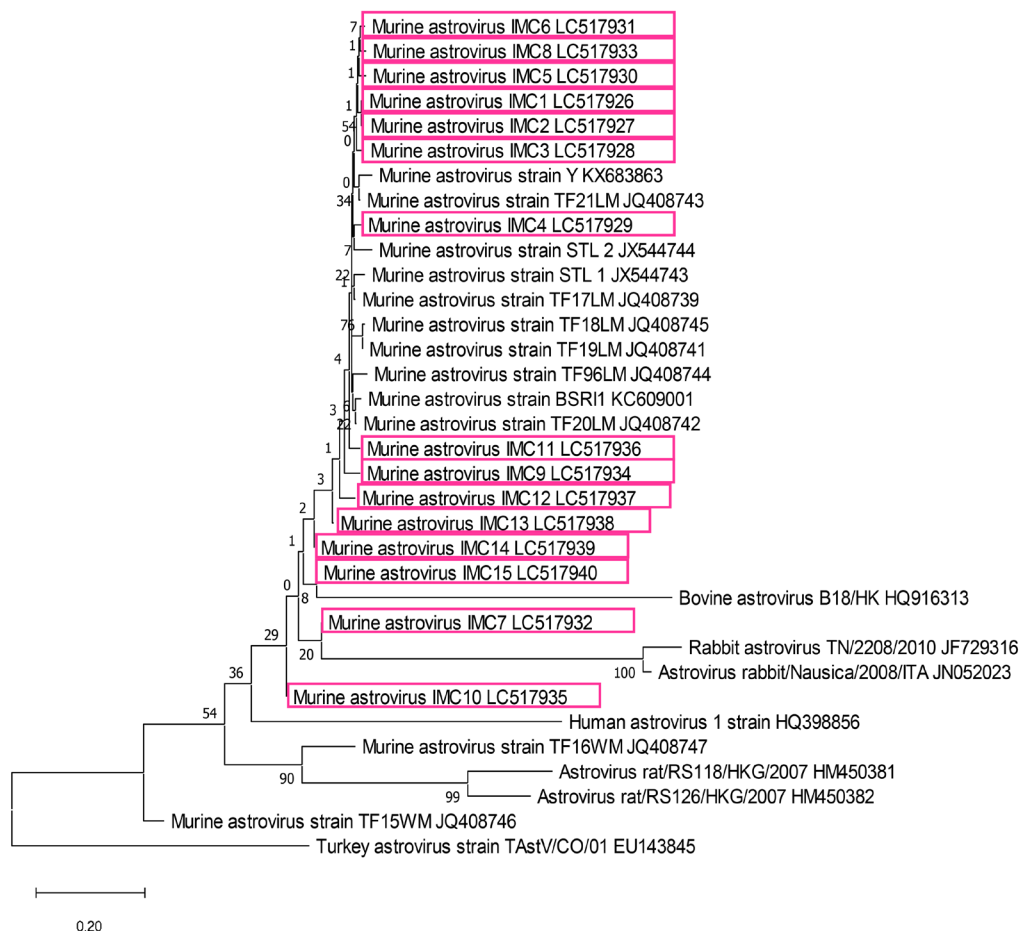 7
Murine astrovirus IMC6 LC517931
1
Murine astrovirus IMC8 LC517933
1
Murine astrovirus IMC5 LC517930
1
Murine astrovirus IMC1 LC517926
54
Murine astrovirus IMC2 LC517927
0
Murine astrovirus IMC3 LC517928
Murine astrovirus strain Y KX683863
0
34
Murine astrovirus strain TF21LM JQ408743
Murine astrovirus IMC4 LC517929
7
Murine astrovirus strain STL 2 JX544744
22
Murine astrovirus strain STL 1 JX544743
1
Murine astrovirus strain TF17LM JQ408739
76
Murine astrovirus strain TF18LM JQ408745
Murine astrovirus strain TF19LM JQ408741
4
Murine astrovirus strain TF96LM JQ408744
Murine astrovirus strain BSRI1 KC609001
3
Murine astrovirus strain TF20LM JQ408742
1
Murine astrovirus IMC11 LC517936
Murine astrovirus IMC9 LC517934
3
Murine astrovirus IMC12 LC517937
2
Murine astrovirus IMC13 LC517938
1
Murine astrovirus IMC14 LC517939
Murine astrovirus IMC15 LC517940
0
8
Bovine astrovirus B18/HK HQ916313
29
Murine astrovirus IMC7 LC517932
20
Rabbit astrovirus TN/2208/2010 JF729316
100
Astrovirus rabbit/Nausica/2008/ITA JN052023
36
Murine astrovirus IMC10 LC517935
54
Human astrovirus 1 strain HQ398856
Murine astrovirus strain TF16WM JQ408747
90
Astrovirus rat/RS118/HKG/2007 HM450381
99
Astrovirus rat/RS126/HKG/2007 HM450382
Murine astrovirus strain TF15WM JQ408746
Turkey astrovirus strain TAstV/CO/01 EU143845
0.20